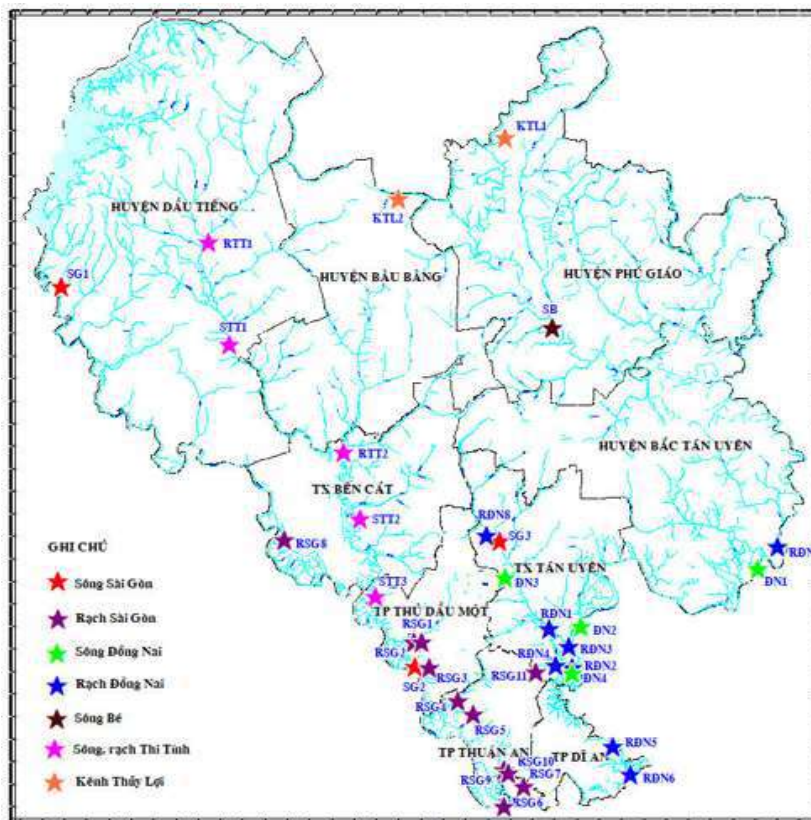 KTL1
KTL2
HUYỆN DẦU TIẾNG
RTT1
HUYỆN BÀU BÀNG
HUYỆN PHÚ GIÁO
SG1
SB
STT1
HUYỆN BẮC TÂN UYÊN
RTT2
TX BẾN CÁT
STT2
RĐN8
SG3
RSG8
RĐN
GHI CHÚ
TX TÂN UYÊN
ĐN1
Sông Sài Gòn
STT3
ĐN3
TP THỦ DẦU MỘT
Rạch Sài Gòn
RSG1
RĐN1
ĐN2
RSG2
RĐN3
Sông Đồng Nai
SG2
RSG3
RĐN4
RĐN2
RSG11
ĐN4
Rạch Đồng Nai
RSG4
RSG5
Sông Bé
TP THUẬN AN
TP DĨ AN
RĐN5
Sông, rạch Thị Tính
RSG10
RSG9
RSG7
RĐN6
Kênh Thủy Lợi
RSG6